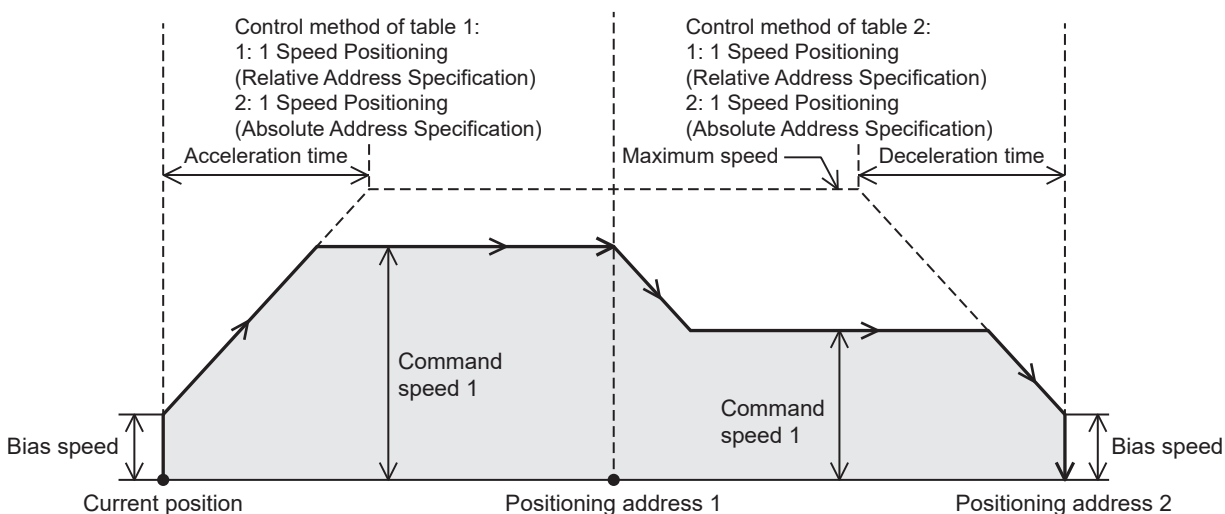 Control method of table 1:
1: 1 Speed Positioning
(Relative Address Specification)
2: 1 Speed Positioning
(Absolute Address Specification)
Control method of table 2:
1: 1 Speed Positioning
(Relative Address Specification)
2: 1 Speed Positioning
(Absolute Address Specification)
Acceleration time
Maximum speed
Deceleration time
Command
speed 1
Command
speed 1
Bias speed
Bias speed
Current position
Positioning address 1
Positioning address 2